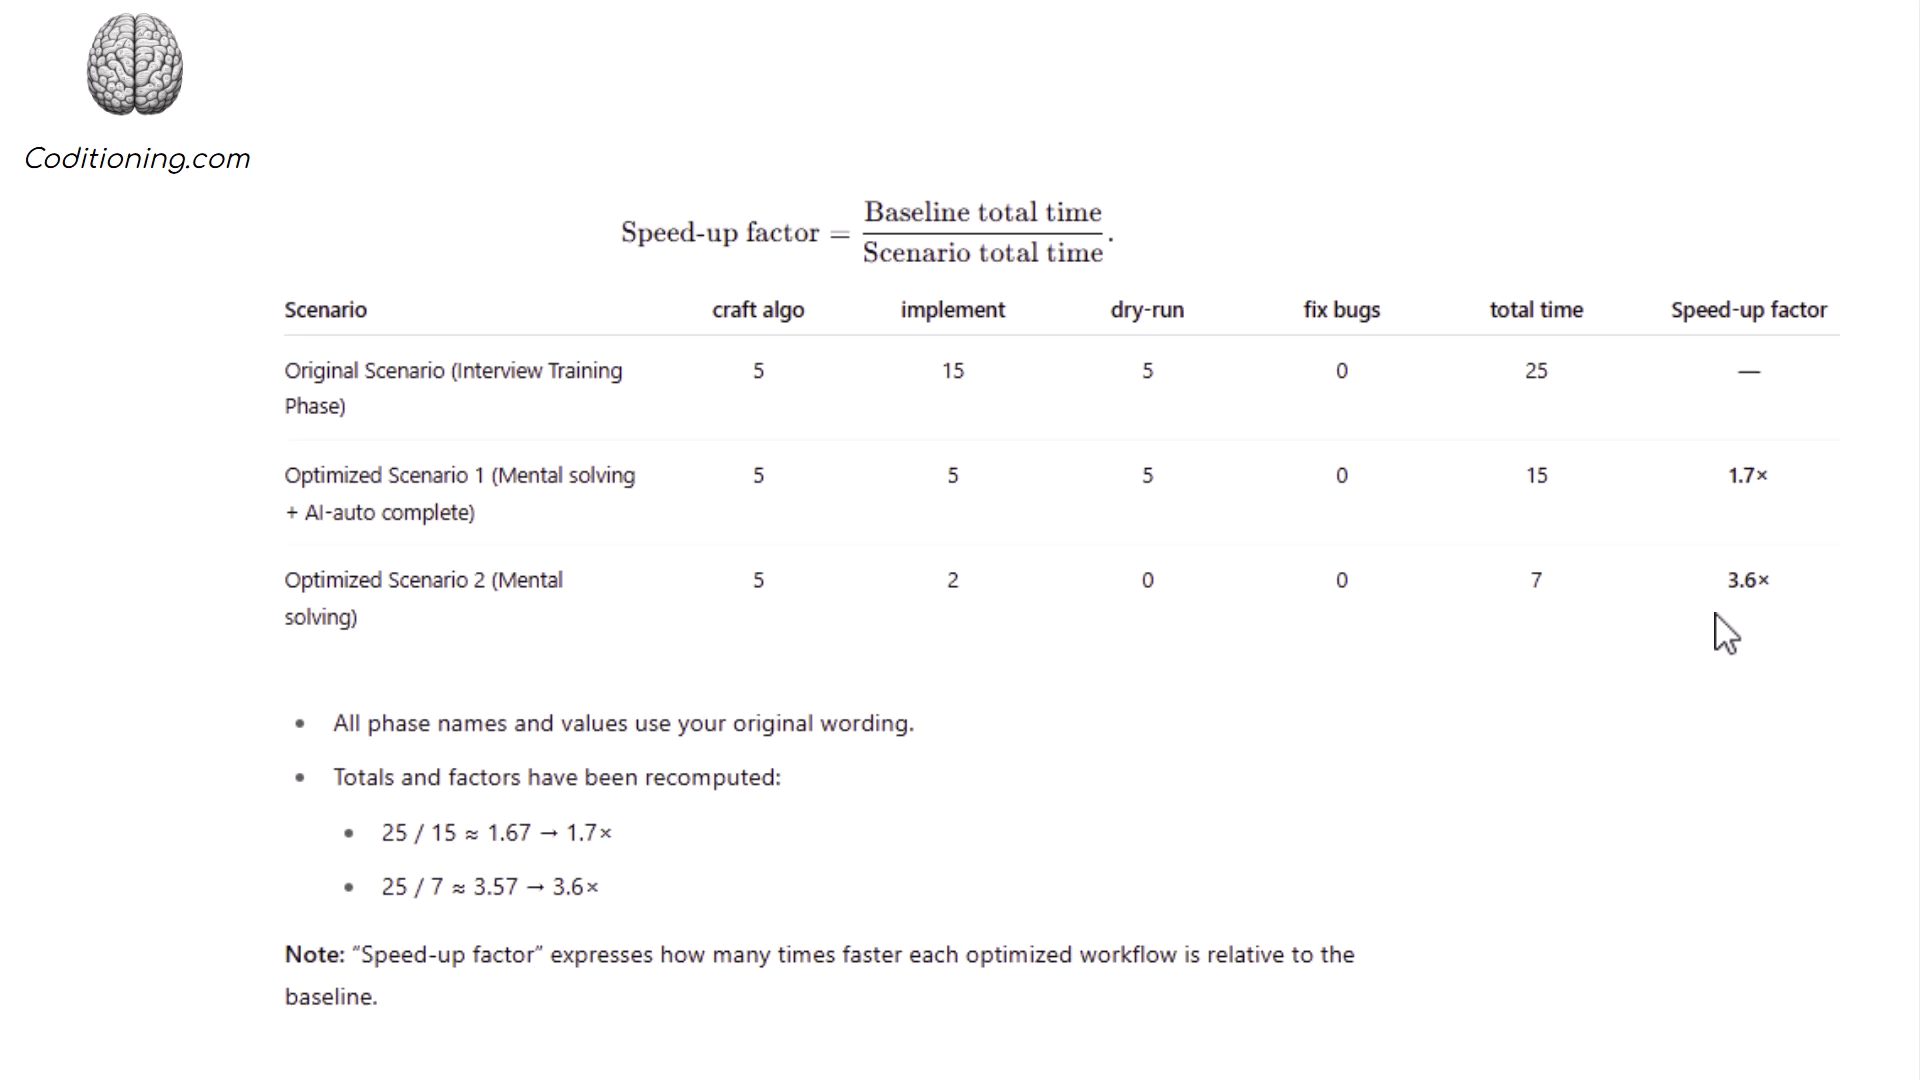 Coditioning.com
Speed-up factor = Baseline total time / Scenario total time .
Scenario craft algo implement dry-run fix bugs total time Speed-up factor
Original Scenario (Interview Training 5 15 5 0 25 —
Phase)
Optimized Scenario 1 (Mental solving 5 5 5 0 15 1.7×
+ AI-auto complete)
Optimized Scenario 2 (Mental 5 2 0 0 7 3.6×
solving)
• All phase names and values use your original wording.
• Totals and factors have been recomputed:
• 25 / 15 ≈ 1.67 → 1.7×
• 25 / 7 ≈ 3.57 → 3.6×
Note: “Speed-up factor” expresses how many times faster each optimized workflow is relative to the
baseline.